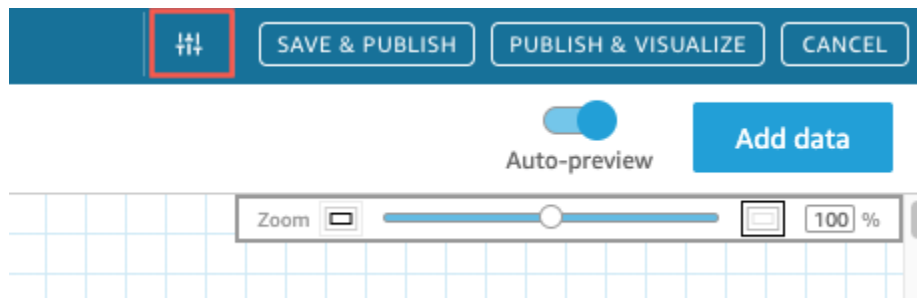 SAVE & PUBLISH PUBLISH & VISUALIZE CANCEL
Auto-preview Add data
Zoom 100 %